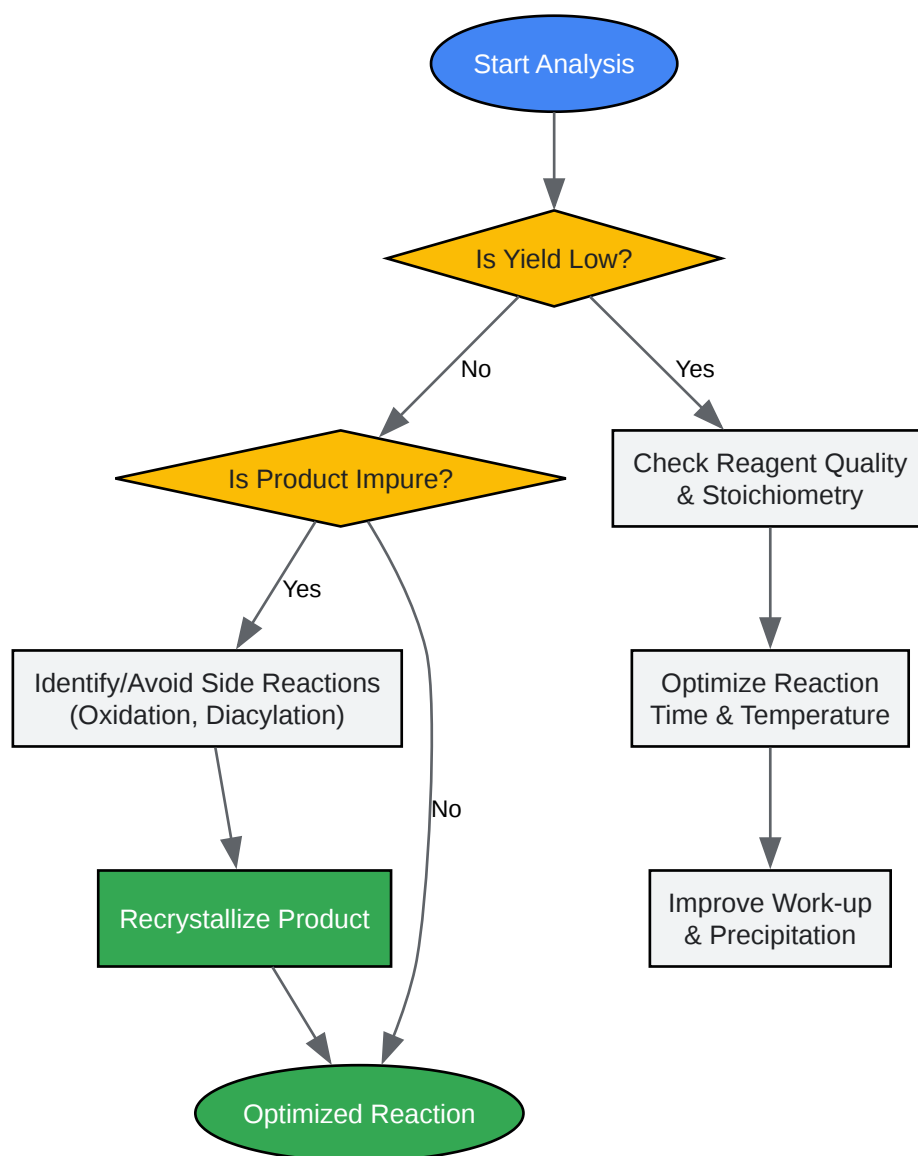 Start Analysis
Is Yield Low?
No
Yes
Is Product Impure?
Check Reagent Quality
& Stoichiometry
Yes
Identify/Avoid Side Reactions
(Oxidation, Diacylation)
Optimize Reaction
Time & Temperature
No
Recrystallize Product
Improve Work-up
& Precipitation
Optimized Reaction